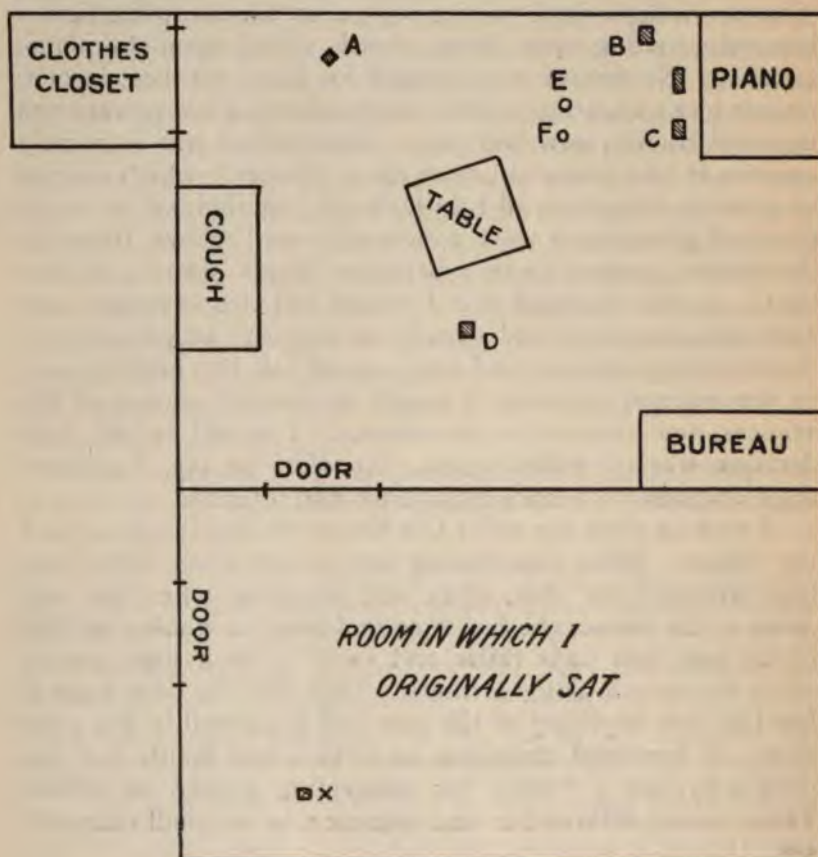 CLOTHES
CLOSET
A
B
PIANO
E
F
C
TABLE
COUCH
D
BUREAU
DOOR
DOOR
ROOM IN WHICH I
ORIGINALLY SAT
X